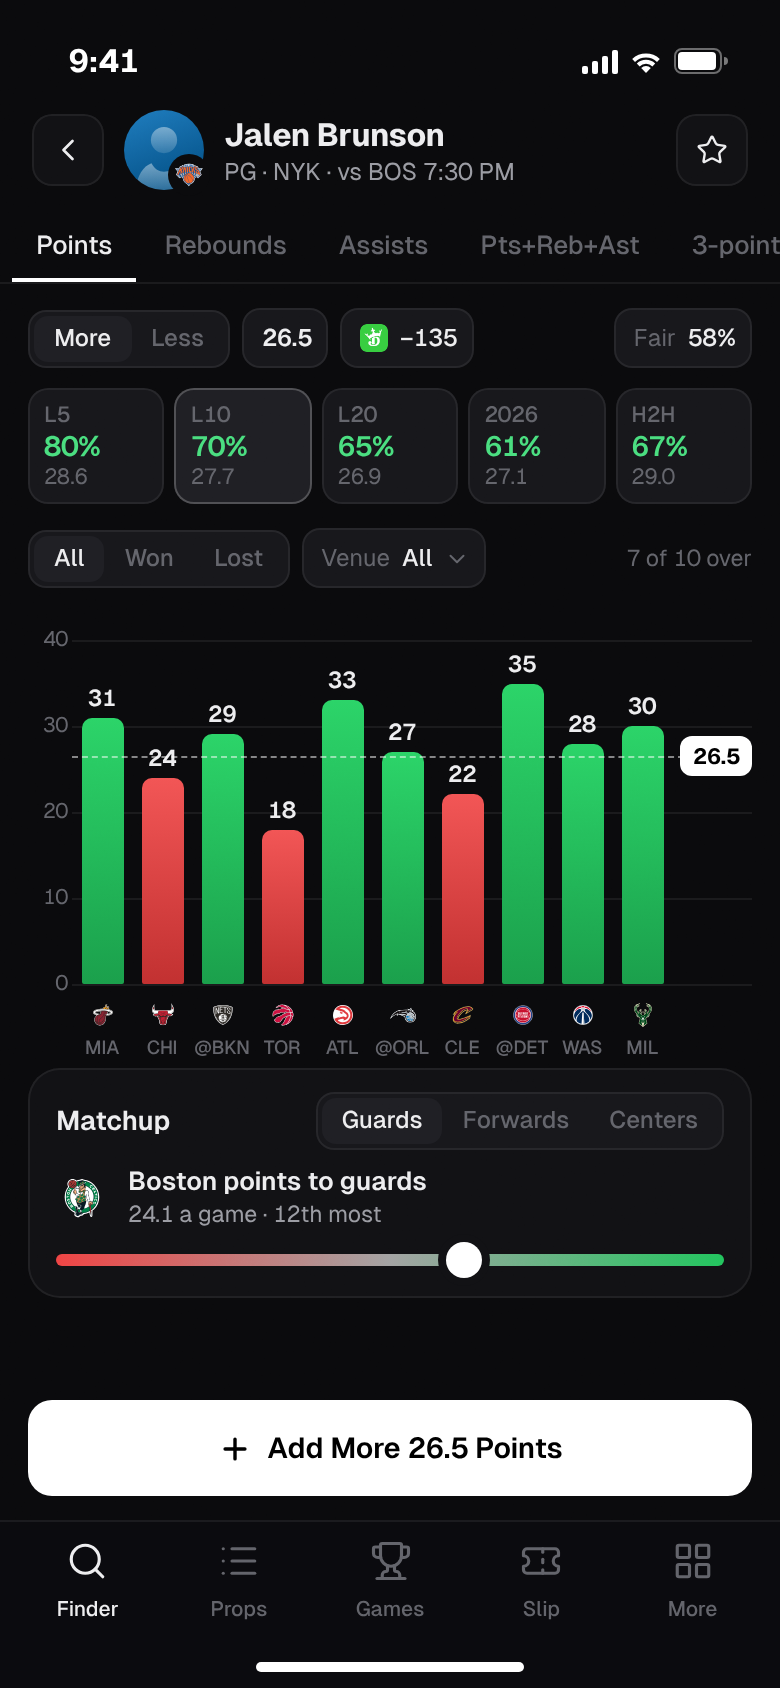 9:41
Jalen Brunson
PG · NYK · vs BOS 7:30 PM
Points Rebounds Assists Pts+Reb+Ast 3-point
More Less 26.5 −135 Fair 58%
L5 L10 L20 2026 H2H
80% 70% 65% 61% 67%
28.6 27.7 26.9 27.1 29.0
All Won Lost Venue All 7 of 10 over
40
35
33
31
30
30
29
28
27
24
26.5
22
20
18
10
0
MIA CHI @BKN TOR ATL @ORL CLE @DET WAS MIL
Matchup Guards Forwards Centers
Boston points to guards
24.1 a game · 12th most
Add More 26.5 Points
Finder Props Games Slip More